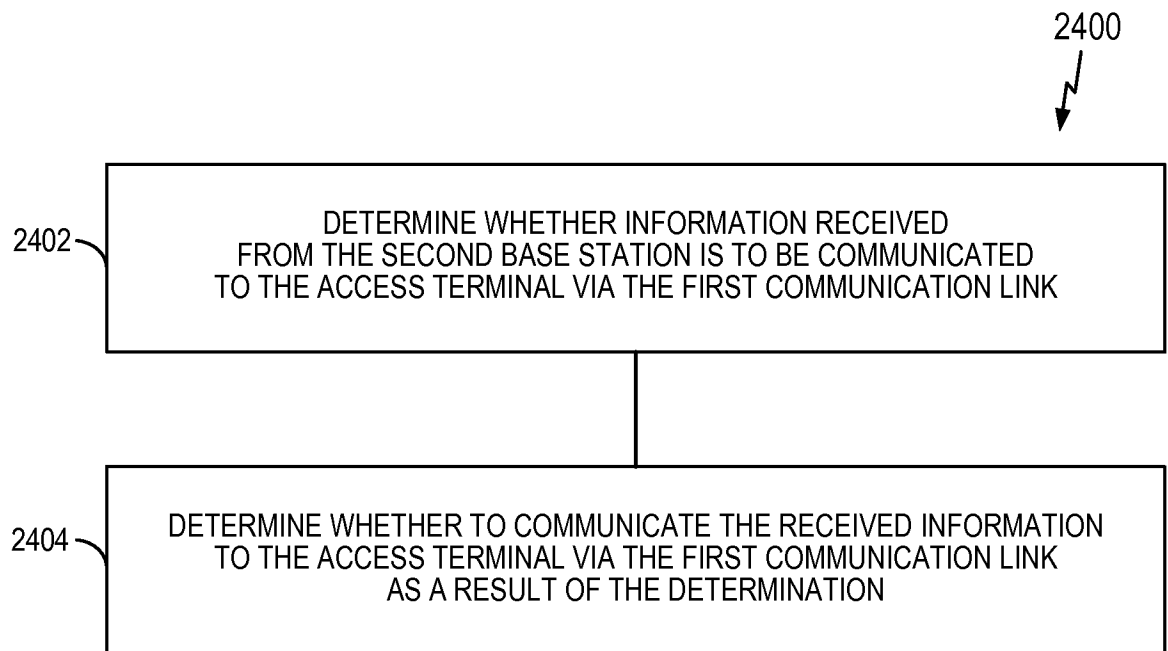 2400
2402
DETERMINE WHETHER INFORMATION RECEIVED
FROM THE SECOND BASE STATION IS TO BE COMMUNICATED
TO THE ACCESS TERMINAL VIA THE FIRST COMMUNICATION LINK
2404
DETERMINE WHETHER TO COMMUNICATE THE RECEIVED INFORMATION
TO THE ACCESS TERMINAL VIA THE FIRST COMMUNICATION LINK
AS A RESULT OF THE DETERMINATION